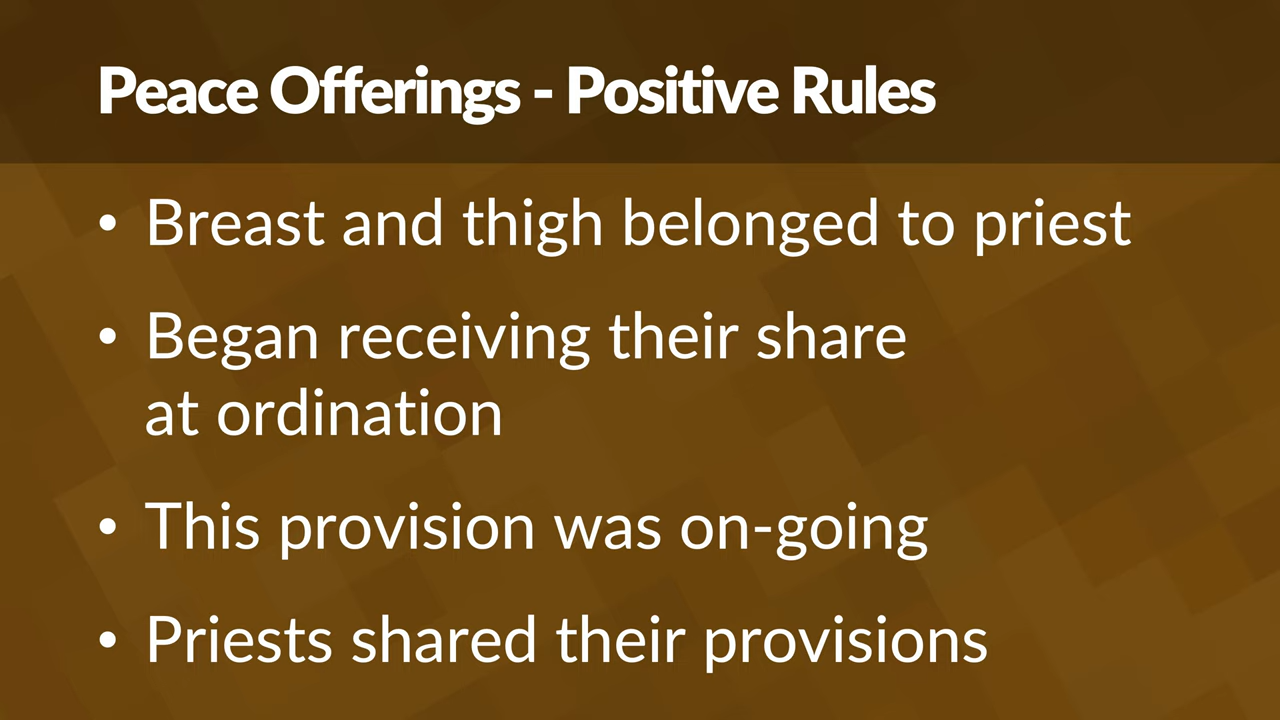 Peace Offerings - Positive Rules
• Breast and thigh belonged to priest
• Began receiving their share
at ordination
• This provision was on-going
• Priests shared their provisions